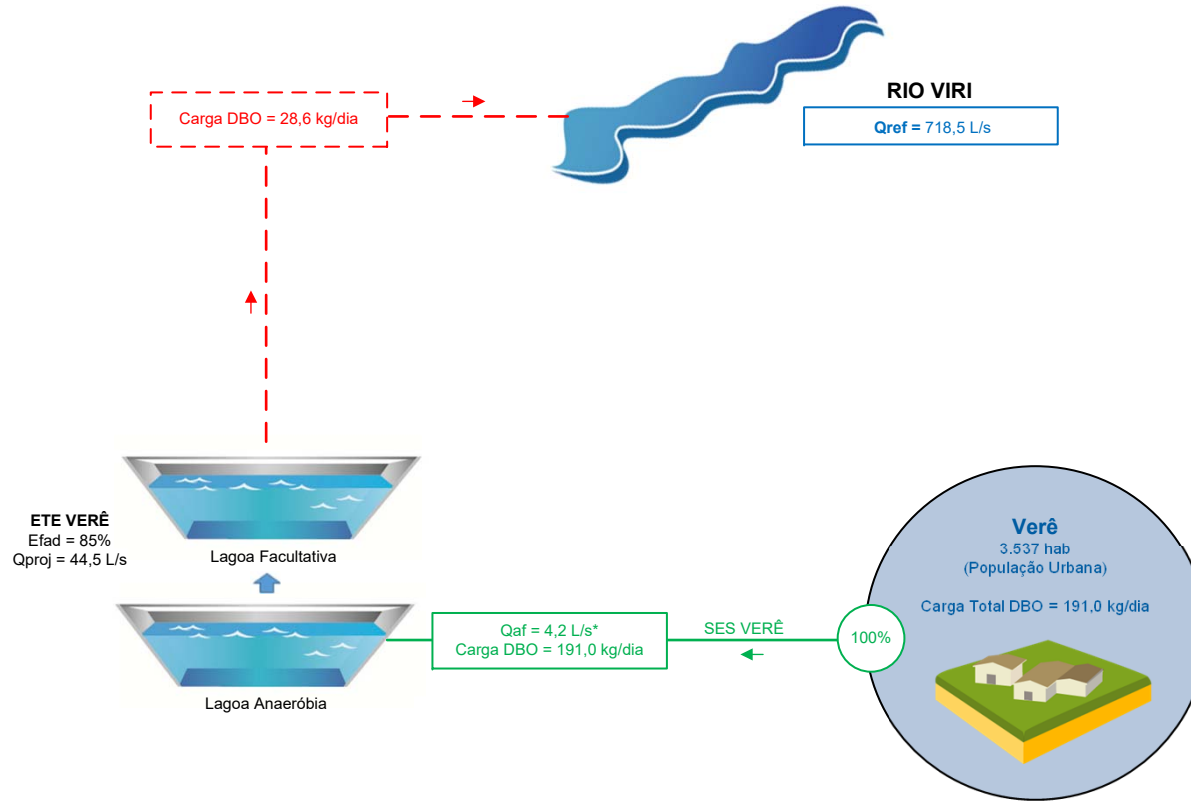 RIO VIRI
Qref = 718,5 L/s
Carga DBO = 28,6 kg/dia
ETE VERÊ
Efad = 85%
Qproj = 44,5 L/s
Lagoa Facultativa
Lagoa Anaeróbia
Qaf = 4,2 L/s*
Carga DBO = 191,0 kg/dia
SES VERÊ
100%
Verê
3.537 hab
(População Urbana)
Carga Total DBO = 191,0 kg/dia